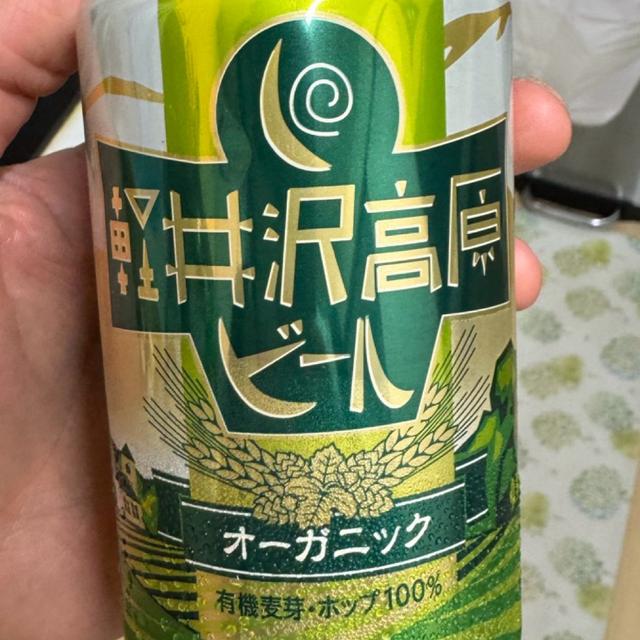 軽井沢高原
ビール
オーガニック
有機麦芽・ホップ100%